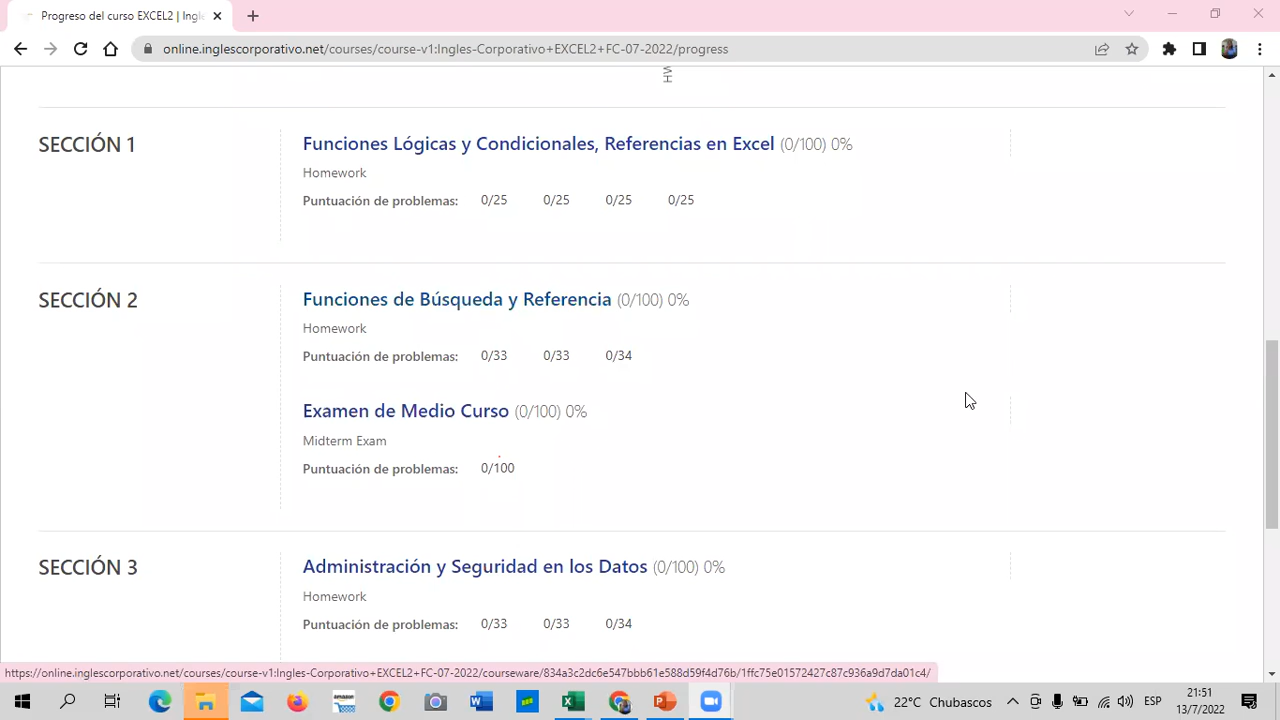 Progreso del curso EXCEL2 | Ingl
online.inglescorporativo.net/courses/course-v1:Ingles-Corporativo+EXCEL2+FC-07-2022/progress
HW
SECCIÓN 1
Funciones Lógicas y Condicionales, Referencias en Excel (0/100) 0%
Homework
Puntuación de problemas: 0/25 0/25 0/25 0/25
SECCIÓN 2
Funciones de Búsqueda y Referencia (0/100) 0%
Homework
Puntuación de problemas: 0/33 0/33 0/34
Examen de Medio Curso (0/100) 0%
Midterm Exam
Puntuación de problemas: 0/100
SECCIÓN 3
Administración y Seguridad en los Datos (0/100) 0%
Homework
Puntuación de problemas: 0/33 0/33 0/34
https://online.inglescorporativo.net/courses/course-v1:Ingles-Corporativo+EXCEL2+FC-07-2022/courseware/834a3c2dc6e547bbb61e588d59f4d76b/1ffc75e01572427c87c936a9d7da01c4/
22°C Chubascos
ESP
21:51
13/7/2022